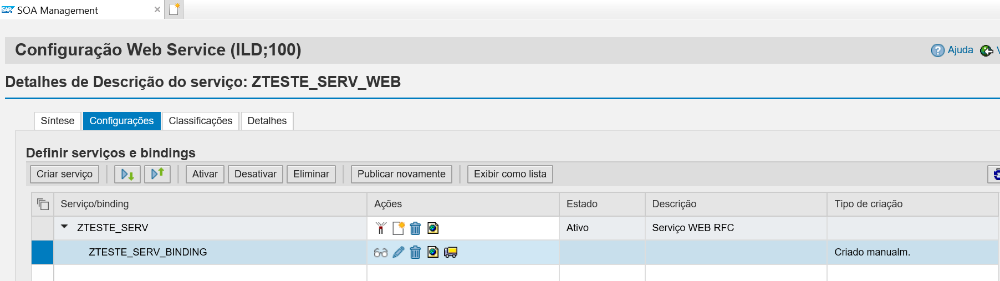 SAP SOA Management
Configuração Web Service (ILD;100)
Ajuda
Detalhes de Descrição do serviço: ZTESTE_SERV_WEB
Síntese Configurações Classificações Detalhes
Definir serviços e bindings
Criar serviço Ativar Desativar Eliminar Publicar novamente Exibir como lista
Serviço/binding Ações Estado Descrição Tipo de criação
ZTESTE_SERV Ativo Serviço WEB RFC
ZTESTE_SERV_BINDING Criado manualm.